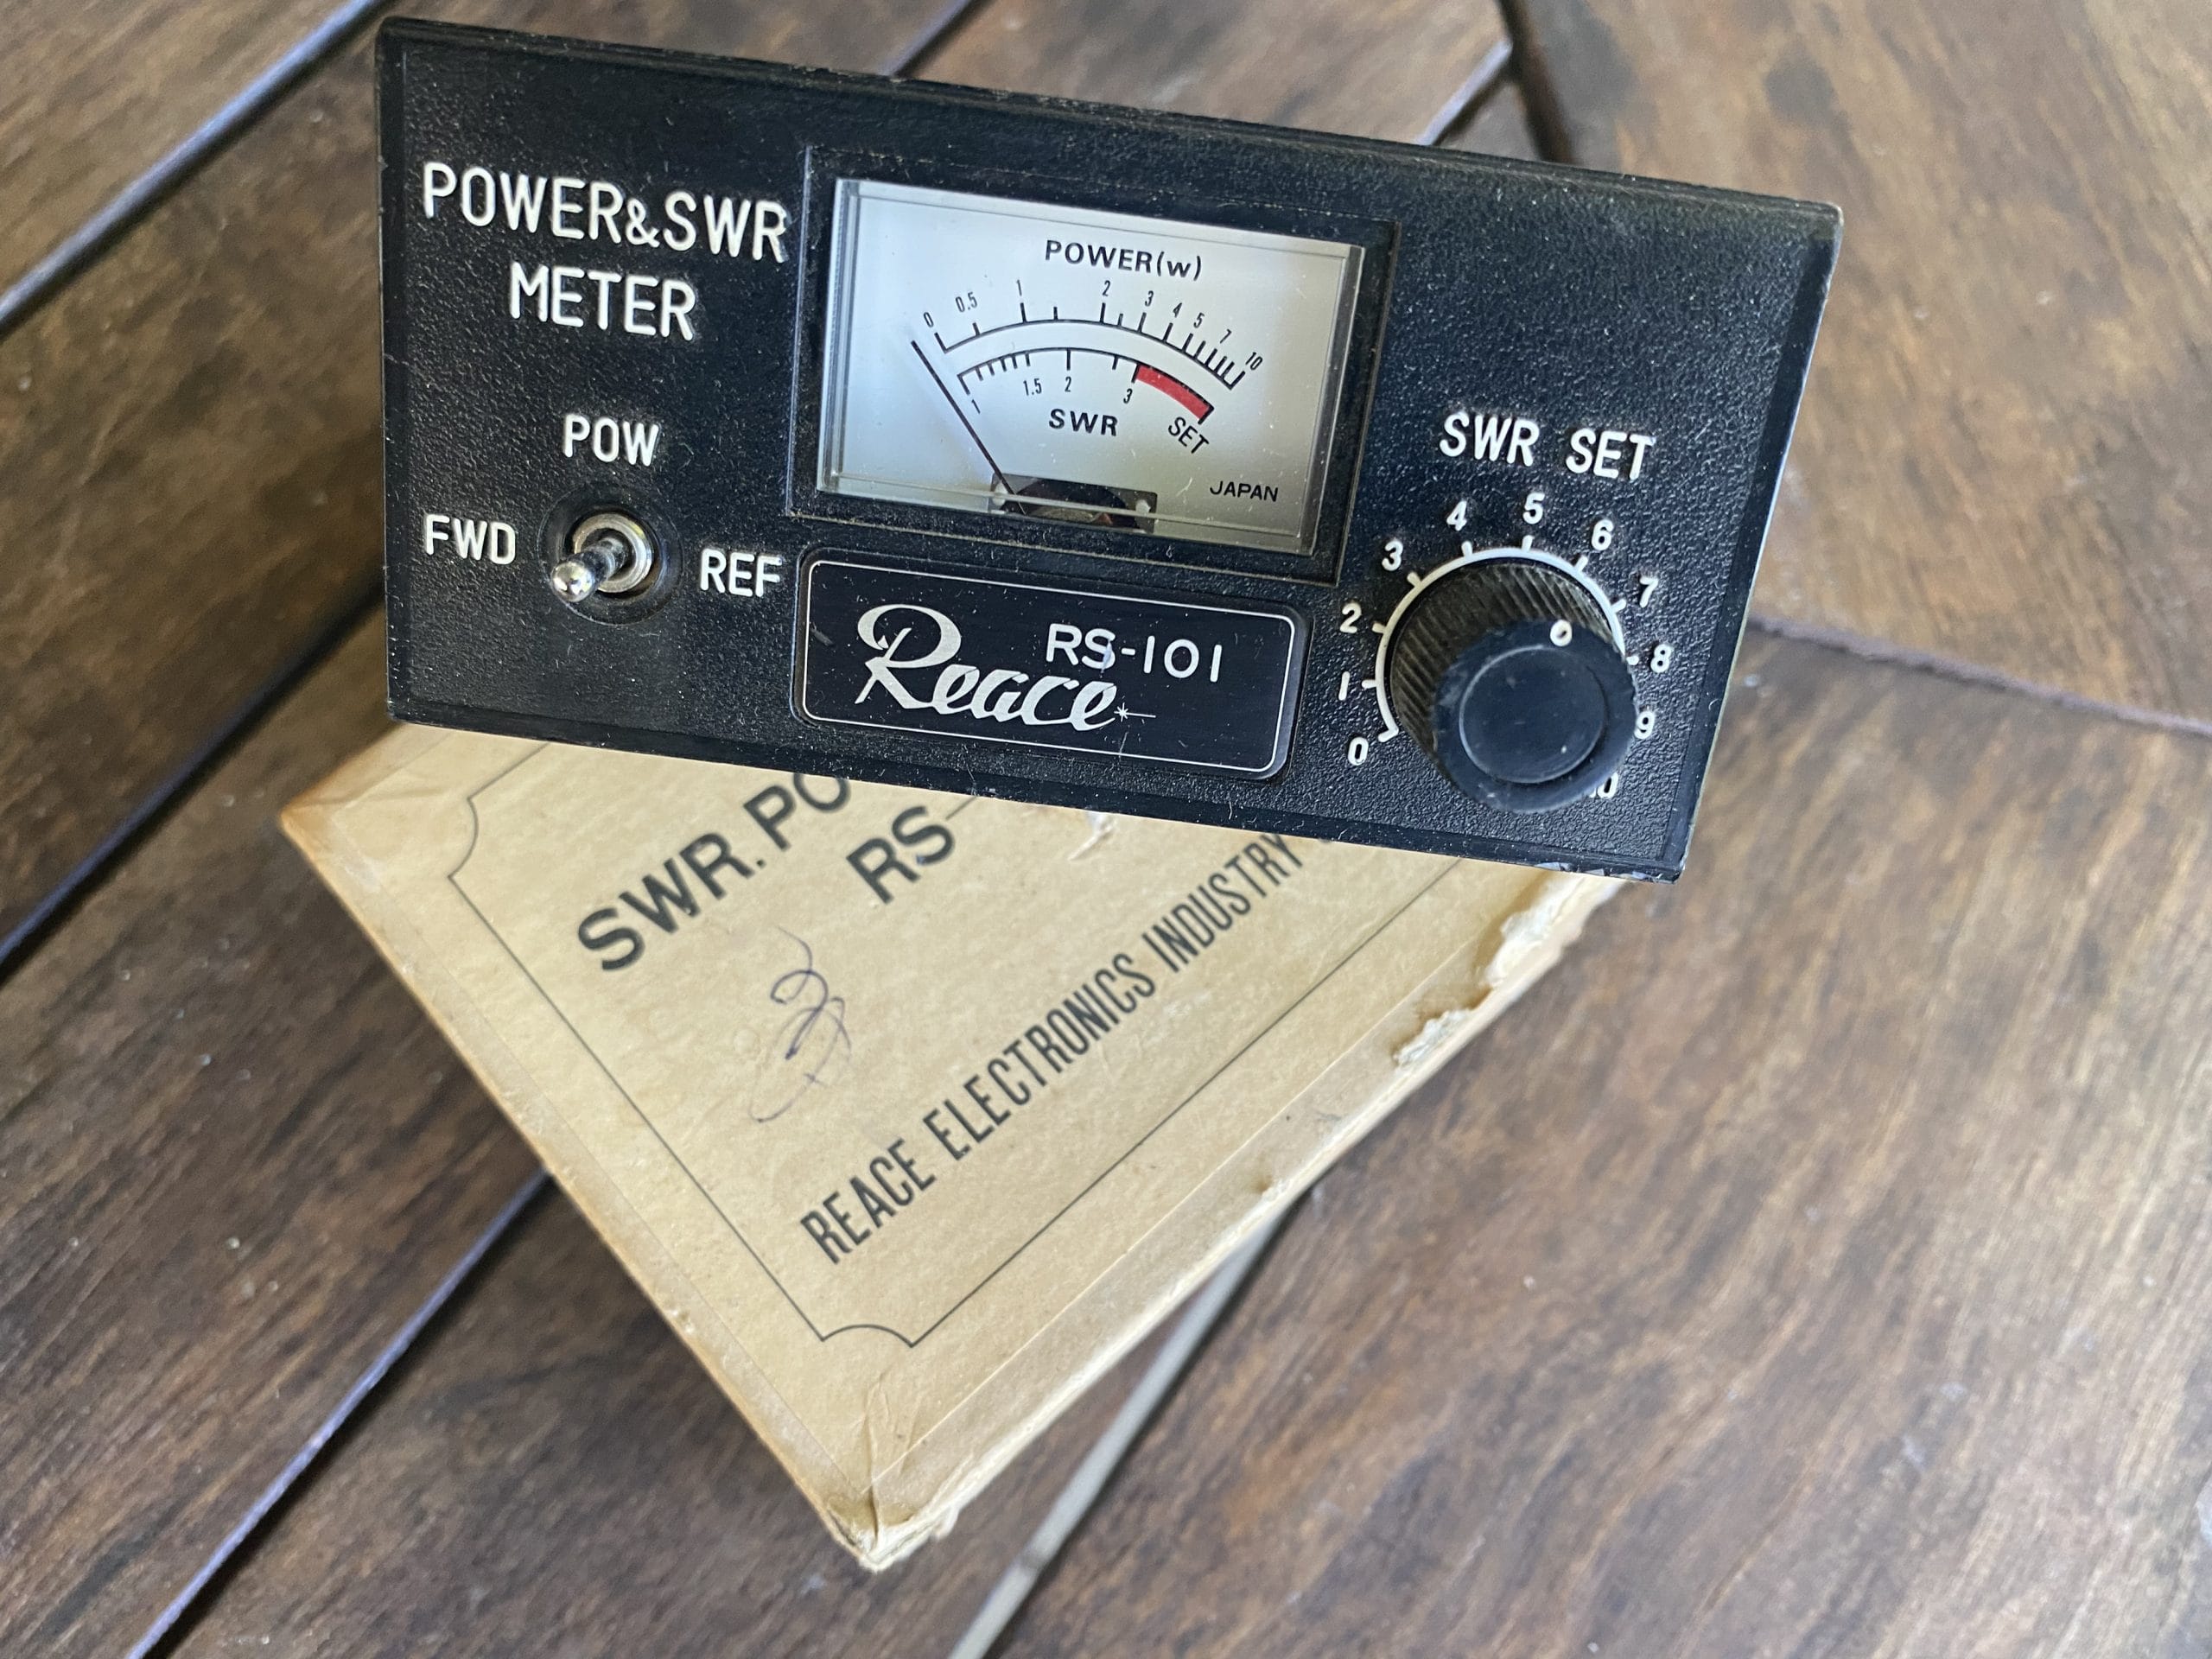 POWER&SWR
METER
POWER(w)
0 0.5 1 2 3 4 5 7 10
1 1.5 2 3
SWR
SET
JAPAN
POW
FWD
REF
Reace
RS-101
SWR SET
0 1 2 3 4 5 6 7 8 9 10
SWR.PO
RS-
REACE ELECTRONICS INDUSTRY